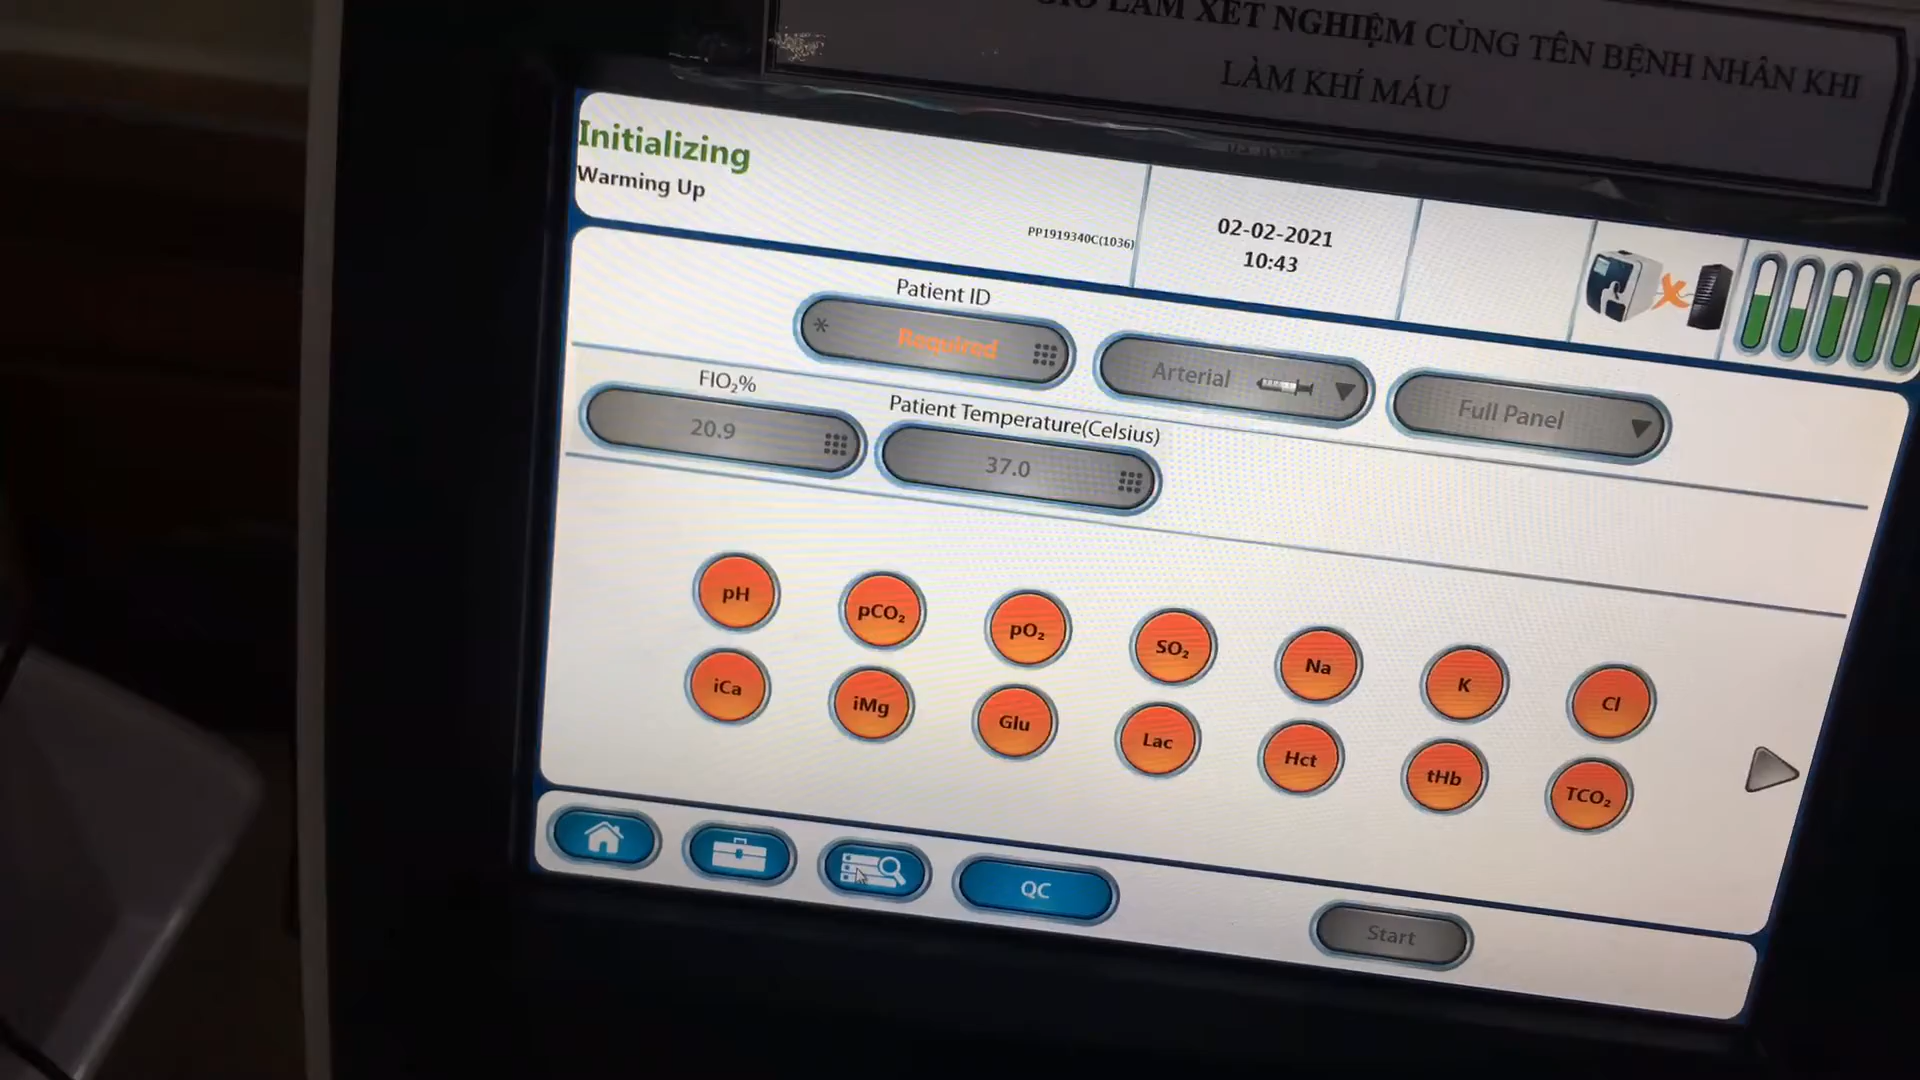 LÀM XÉT NGHIỆM CÙNG TÊN BỆNH NHÂN KHI
LÀM KHÍ MÁU
Initializing
Warming Up
PP1919340C(1036)
02-02-2021
10:43
Patient ID
* Required
Arterial
Full Panel
FIO₂%
20.9
Patient Temperature(Celsius)
37.0
pH
pCO₂
pO₂
SO₂
Na
K
Cl
iCa
iMg
Glu
Lac
Hct
tHb
TCO₂
QC
Start